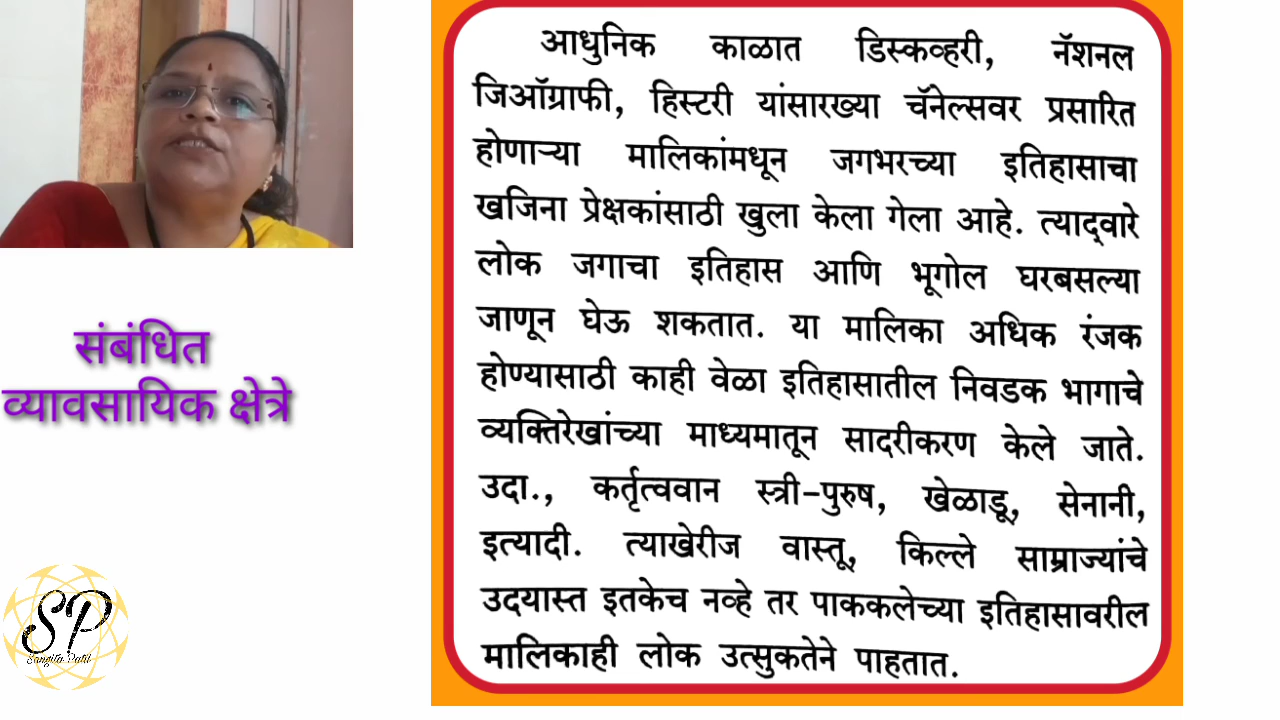 आधुनिक काळात डिस्कव्हरी, नॅशनल
जिऑग्राफी, हिस्टरी यांसारख्या चॅनेल्सवर प्रसारित
होणाऱ्या मालिकांमधून जगभरच्या इतिहासाचा
खजिना प्रेक्षकांसाठी खुला केला गेला आहे. त्याद्‌वारे
लोक जगाचा इतिहास आणि भूगोल घरबसल्या
जाणून घेऊ शकतात. या मालिका अधिक रंजक
होण्यासाठी काही वेळा इतिहासातील निवडक भागाचे
व्यक्तिरेखांच्या माध्यमातून सादरीकरण केले जाते.
उदा., कर्तृत्ववान स्त्री-पुरुष, खेळाडू, सेनानी,
इत्यादी. त्याखेरीज वास्तू, किल्ले साम्राज्यांचे
उदयास्त इतकेच नव्हे तर पाककलेच्या इतिहासावरील
मालिकाही लोक उत्सुकतेने पाहतात.
संबंधित
व्यावसायिक क्षेत्रे
SP
Sangita Patil